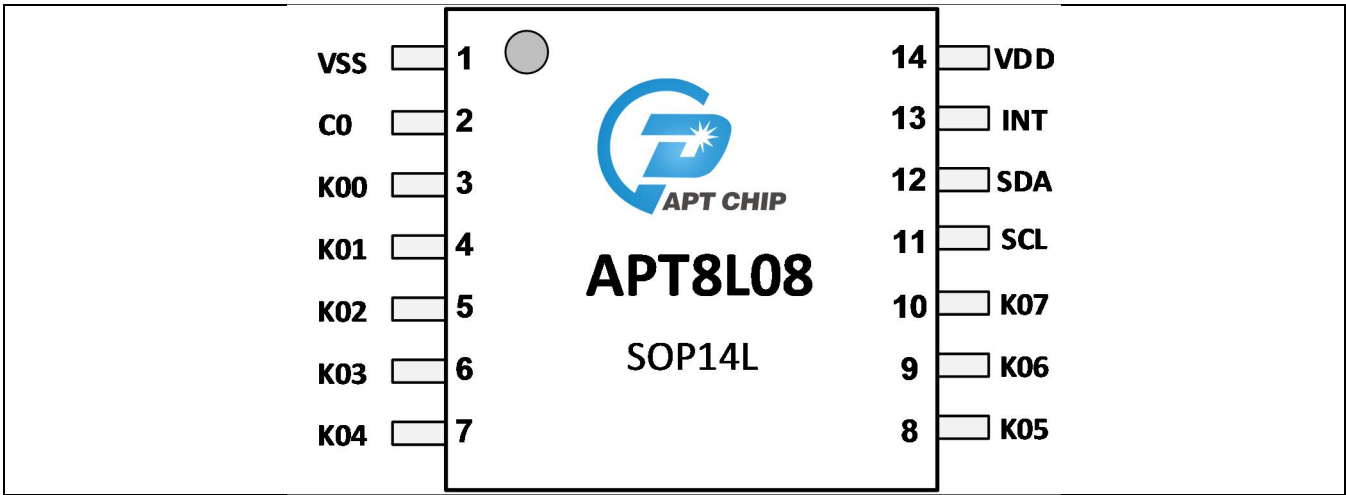 VSS 1 14 VDD
C0 2 13 INT
K00 3 12 SDA
K01 4 11 SCL
K02 5 10 K07
K03 6 9 K06
K04 7 8 K05
APT CHIP
APT8L08
SOP14L